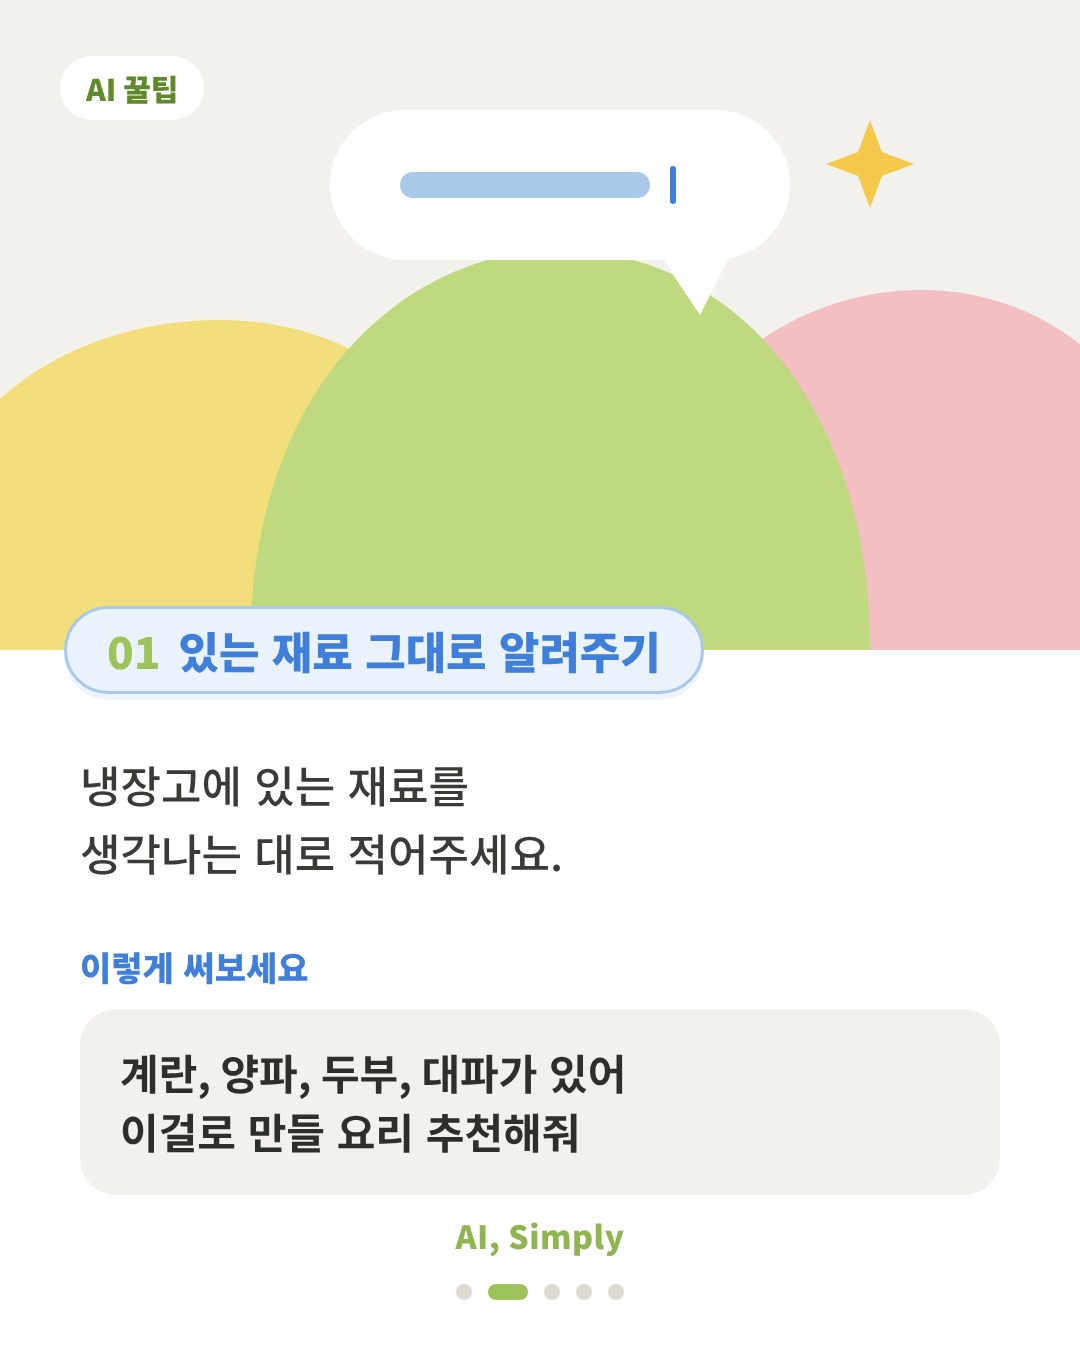 AI 꿀팁
01 있는 재료 그대로 알려주기
냉장고에 있는 재료를
생각나는 대로 적어주세요.
이렇게 써보세요
계란, 양파, 두부, 대파가 있어
이걸로 만들 요리 추천해줘
AI, Simply